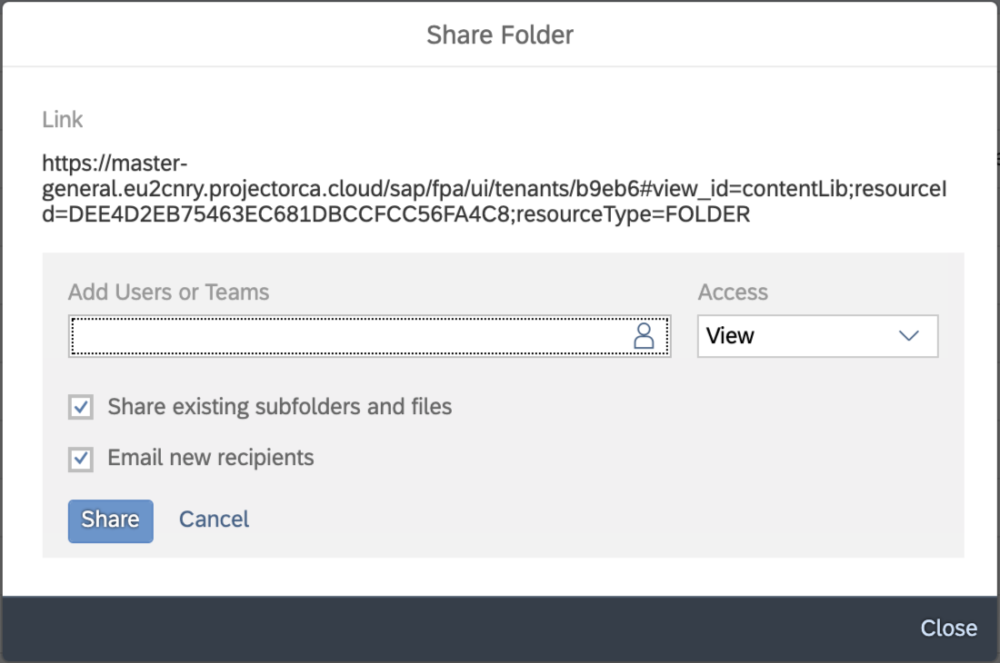 Share Folder
Link
https://master-
general.eu2cnry.projectorca.cloud/sap/fpa/ui/tenants/b9eb6#view_id=contentLib;resourceI
d=DEE4D2EB75463EC681DBCCFCC56FA4C8;resourceType=FOLDER
Add Users or Teams
Access
View
Share existing subfolders and files
Email new recipients
Share
Cancel
Close